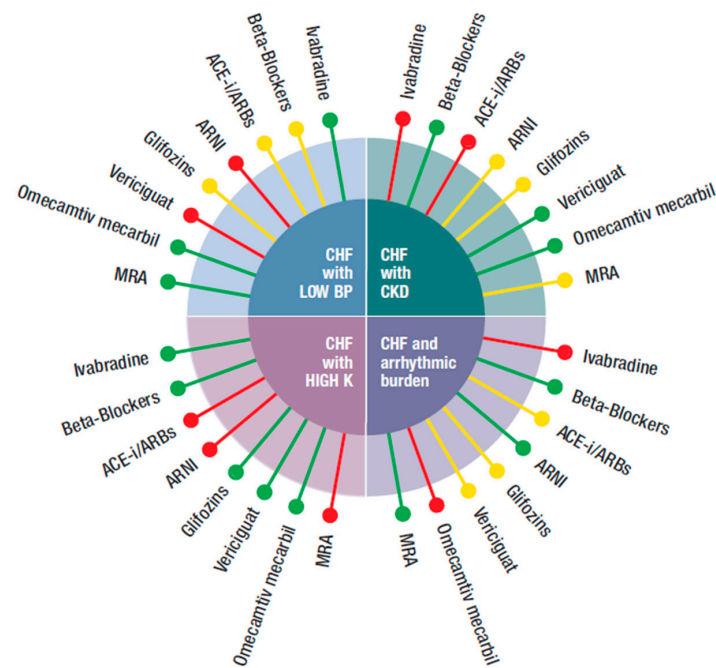 Ivabradine
Beta-Blockers
ACE-i/ARBs
ARNI
Glifozins
Vericiguat
Omecamtiv mecarbil
MRA
CHF
with
LOW BP
Ivabradine
Beta-Blockers
ACE-i/ARBs
ARNI
Glifozins
Vericiguat
Omecamtiv mecarbil
MRA
CHF
with
CKD
Ivabradine
Beta-Blockers
ACE-i/ARBs
ARNI
Glifozins
Vericiguat
Omecamtiv mecarbil
MRA
CHF
with
HIGH K
Ivabradine
Beta-Blockers
ACE-i/ARBs
ARNI
Glifozins
Vericiguat
Omecamtiv mecarbil
MRA
CHF and
arrhythmic
burden